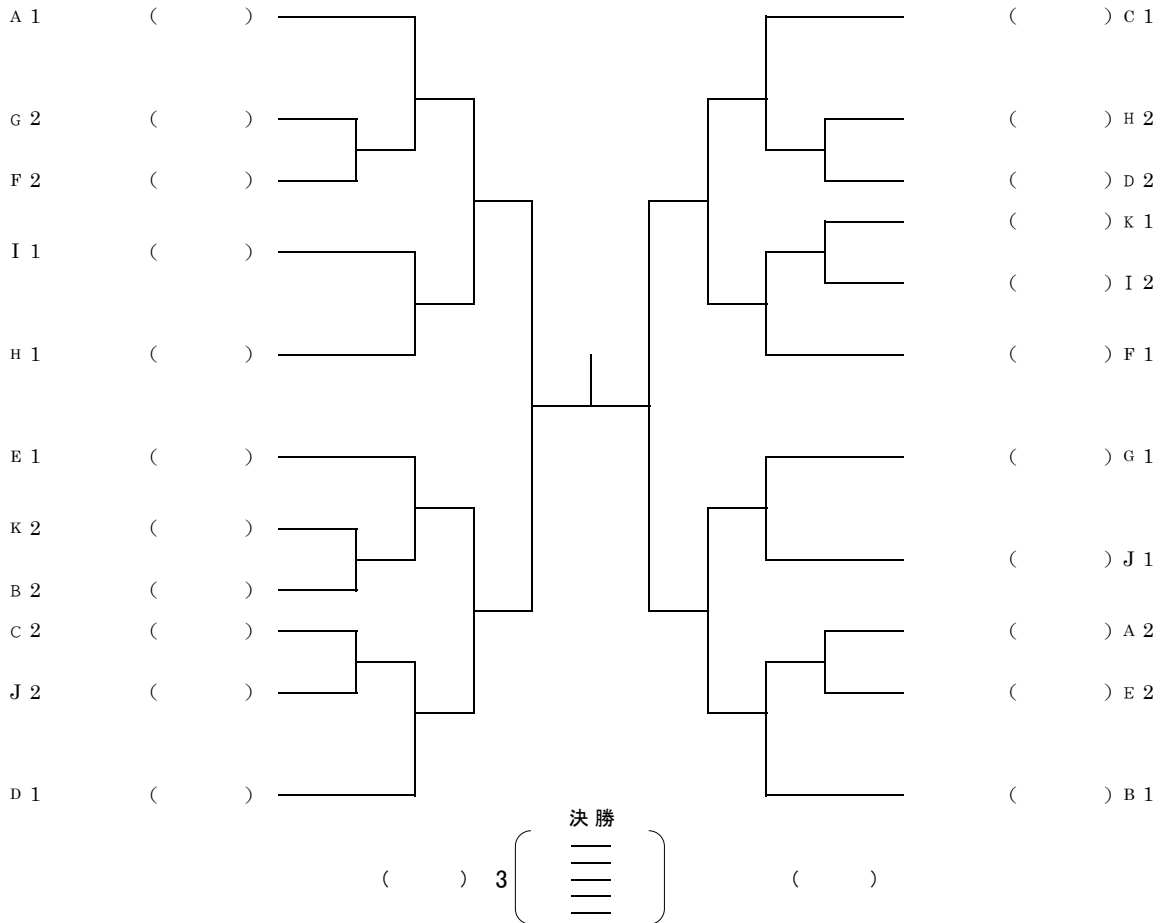 A 1 ( ) ( ) C 1
G 2 ( ) ( ) H 2
F 2 ( ) ( ) D 2
( ) K 1
I 1 ( )
( ) I 2
H 1 ( ) ( ) F 1
E 1 ( ) ( ) G 1
K 2 ( )
( ) J 1
B 2 ( )
C 2 ( ) ( ) A 2
J 2 ( ) ( ) E 2
D 1 ( ) ( ) B 1
決 勝
( ) 3 ( )